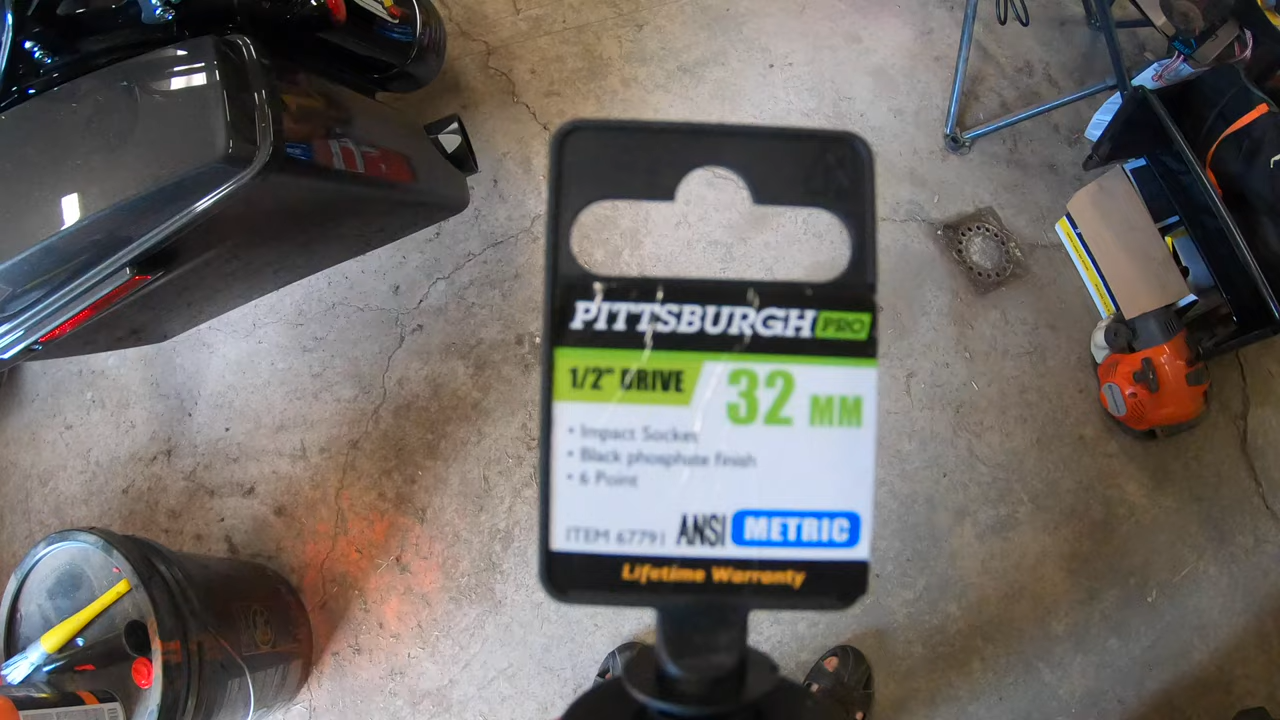 PITTSBURGH PRO
1/2" DRIVE
32 MM
• Impact Socket
• Black phosphate finish
• 6 Point
ITEM 67791 ANSI METRIC
Lifetime Warranty